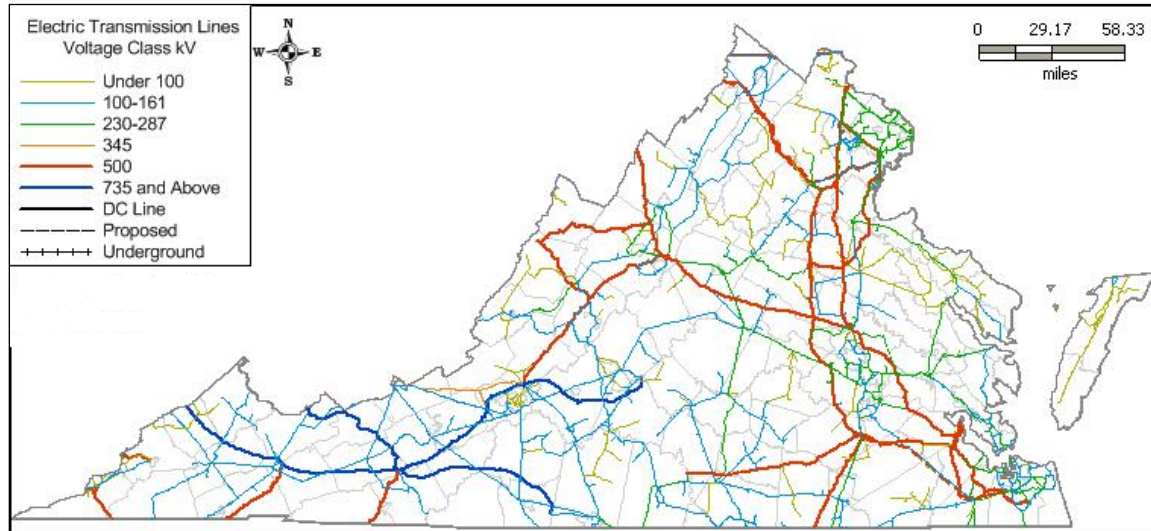 Electric Transmission Lines
Voltage Class kV
Under 100
100-161
230-287
345
500
735 and Above
DC Line
Proposed
Underground
N
W E
S
0 29.17 58.33
miles